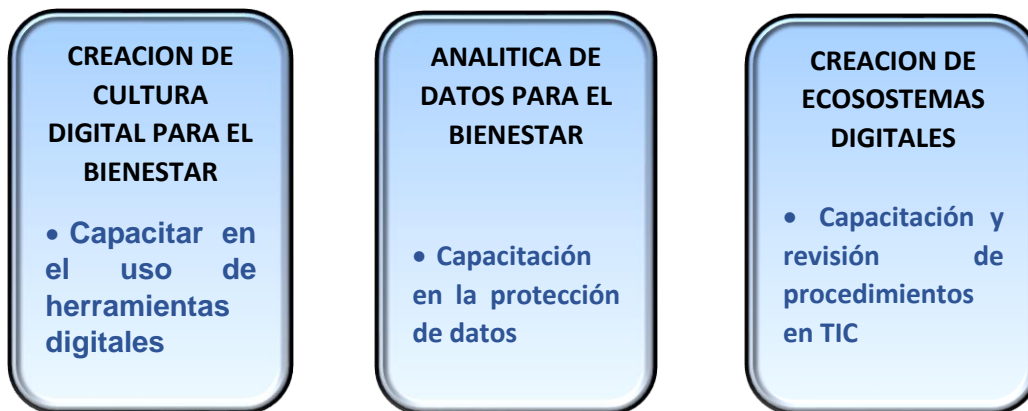 CREACION DE
CULTURA
DIGITAL PARA EL
BIENESTAR
• Capacitar en
el uso de
herramientas
digitales
ANALITICA DE
DATOS PARA EL
BIENESTAR
• Capacitación
en la protección
de datos
CREACION DE
ECOSOSTEMAS
DIGITALES
• Capacitación y
revisión de
procedimientos
en TIC